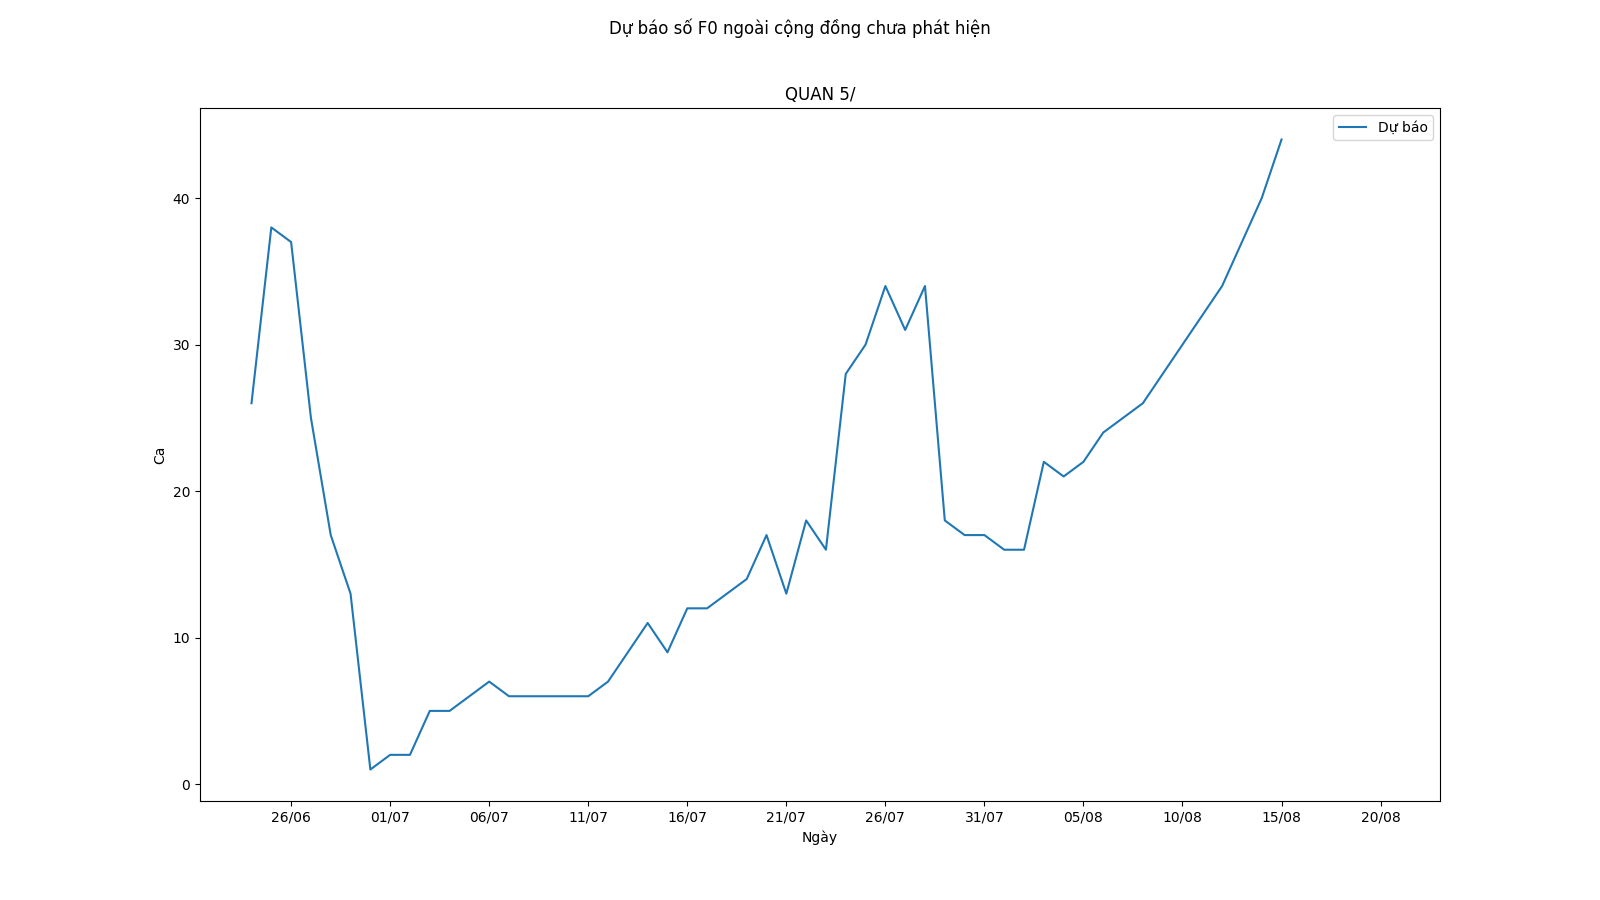 Dự báo số F0 ngoài cộng đồng chưa phát hiện
QUAN 5/
Dự báo
40
30
20
10
0
Ca
26/06 01/07 06/07 11/07 16/07 21/07 26/07 31/07 05/08 10/08 15/08 20/08
Ngày